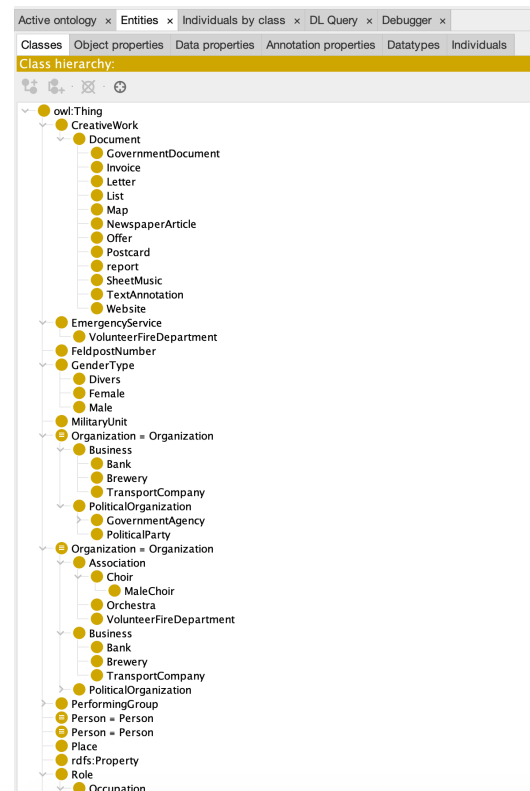 Active ontology × Entities × Individuals by class × DL Query × Debugger ×
Classes Object properties Data properties Annotation properties Datatypes Individuals
Class hierarchy:
owl:Thing
CreativeWork
Document
GovernmentDocument
Invoice
Letter
List
Map
NewspaperArticle
Offer
Postcard
report
SheetMusic
TextAnnotation
Website
EmergencyService
VolunteerFireDepartment
FeldpostNumber
GenderType
Divers
Female
Male
MilitaryUnit
Organization = Organization
Business
Bank
Brewery
TransportCompany
PoliticalOrganization
GovernmentAgency
PoliticalParty
Organization = Organization
Association
Choir
MaleChoir
Orchestra
VolunteerFireDepartment
Business
Bank
Brewery
TransportCompany
PoliticalOrganization
PerformingGroup
Person = Person
Person = Person
Place
rdfs:Property
Role
Occupation